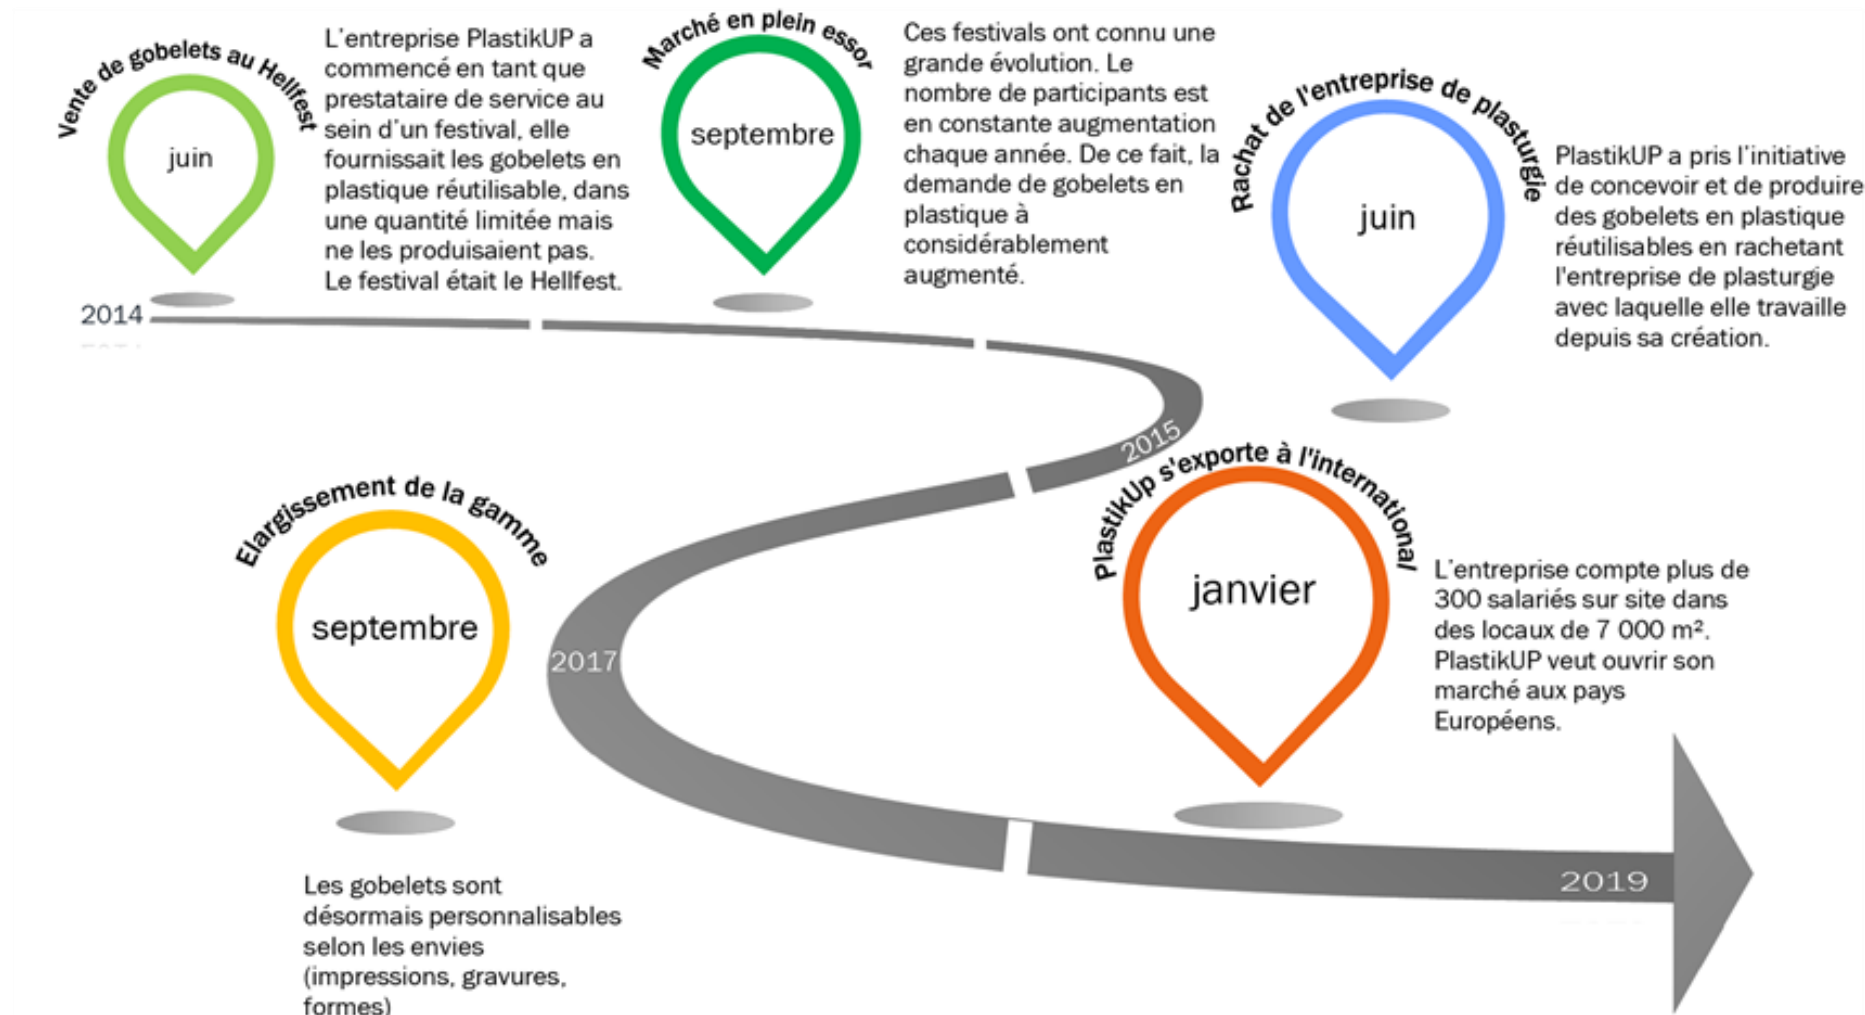 Vente de gobelets au Hellfest
juin
L'entreprise PlastikUP a
commencé en tant que
prestataire de service au
sein d'un festival, elle
fournissait les gobelets en
plastique réutilisable, dans
une quantité limitée mais
ne les produisaient pas.
Le festival était le Hellfest.
Marché en plein essor
septembre
Ces festivals ont connu une
grande évolution. Le
nombre de participants est
en constante augmentation
chaque année. De ce fait, la
demande de gobelets en
plastique à
considérablement
augmenté.
Rachat de l'entreprise de plasturgie
juin
PlastikUP a pris l'initiative
de concevoir et de produire
des gobelets en plastique
réutilisables en rachetant
l'entreprise de plasturgie
avec laquelle elle travaille
depuis sa création.
2014
2015
Elargissement de la gamme
septembre
Les gobelets sont
désormais personnalisables
selon les envies
(impressions, gravures,
formes)
2017
PlastikUp s'exporte à l'international
janvier
L'entreprise compte plus de
300 salariés sur site dans
des locaux de 7 000 m².
PlastikUP veut ouvrir son
marché aux pays
Européens.
2019